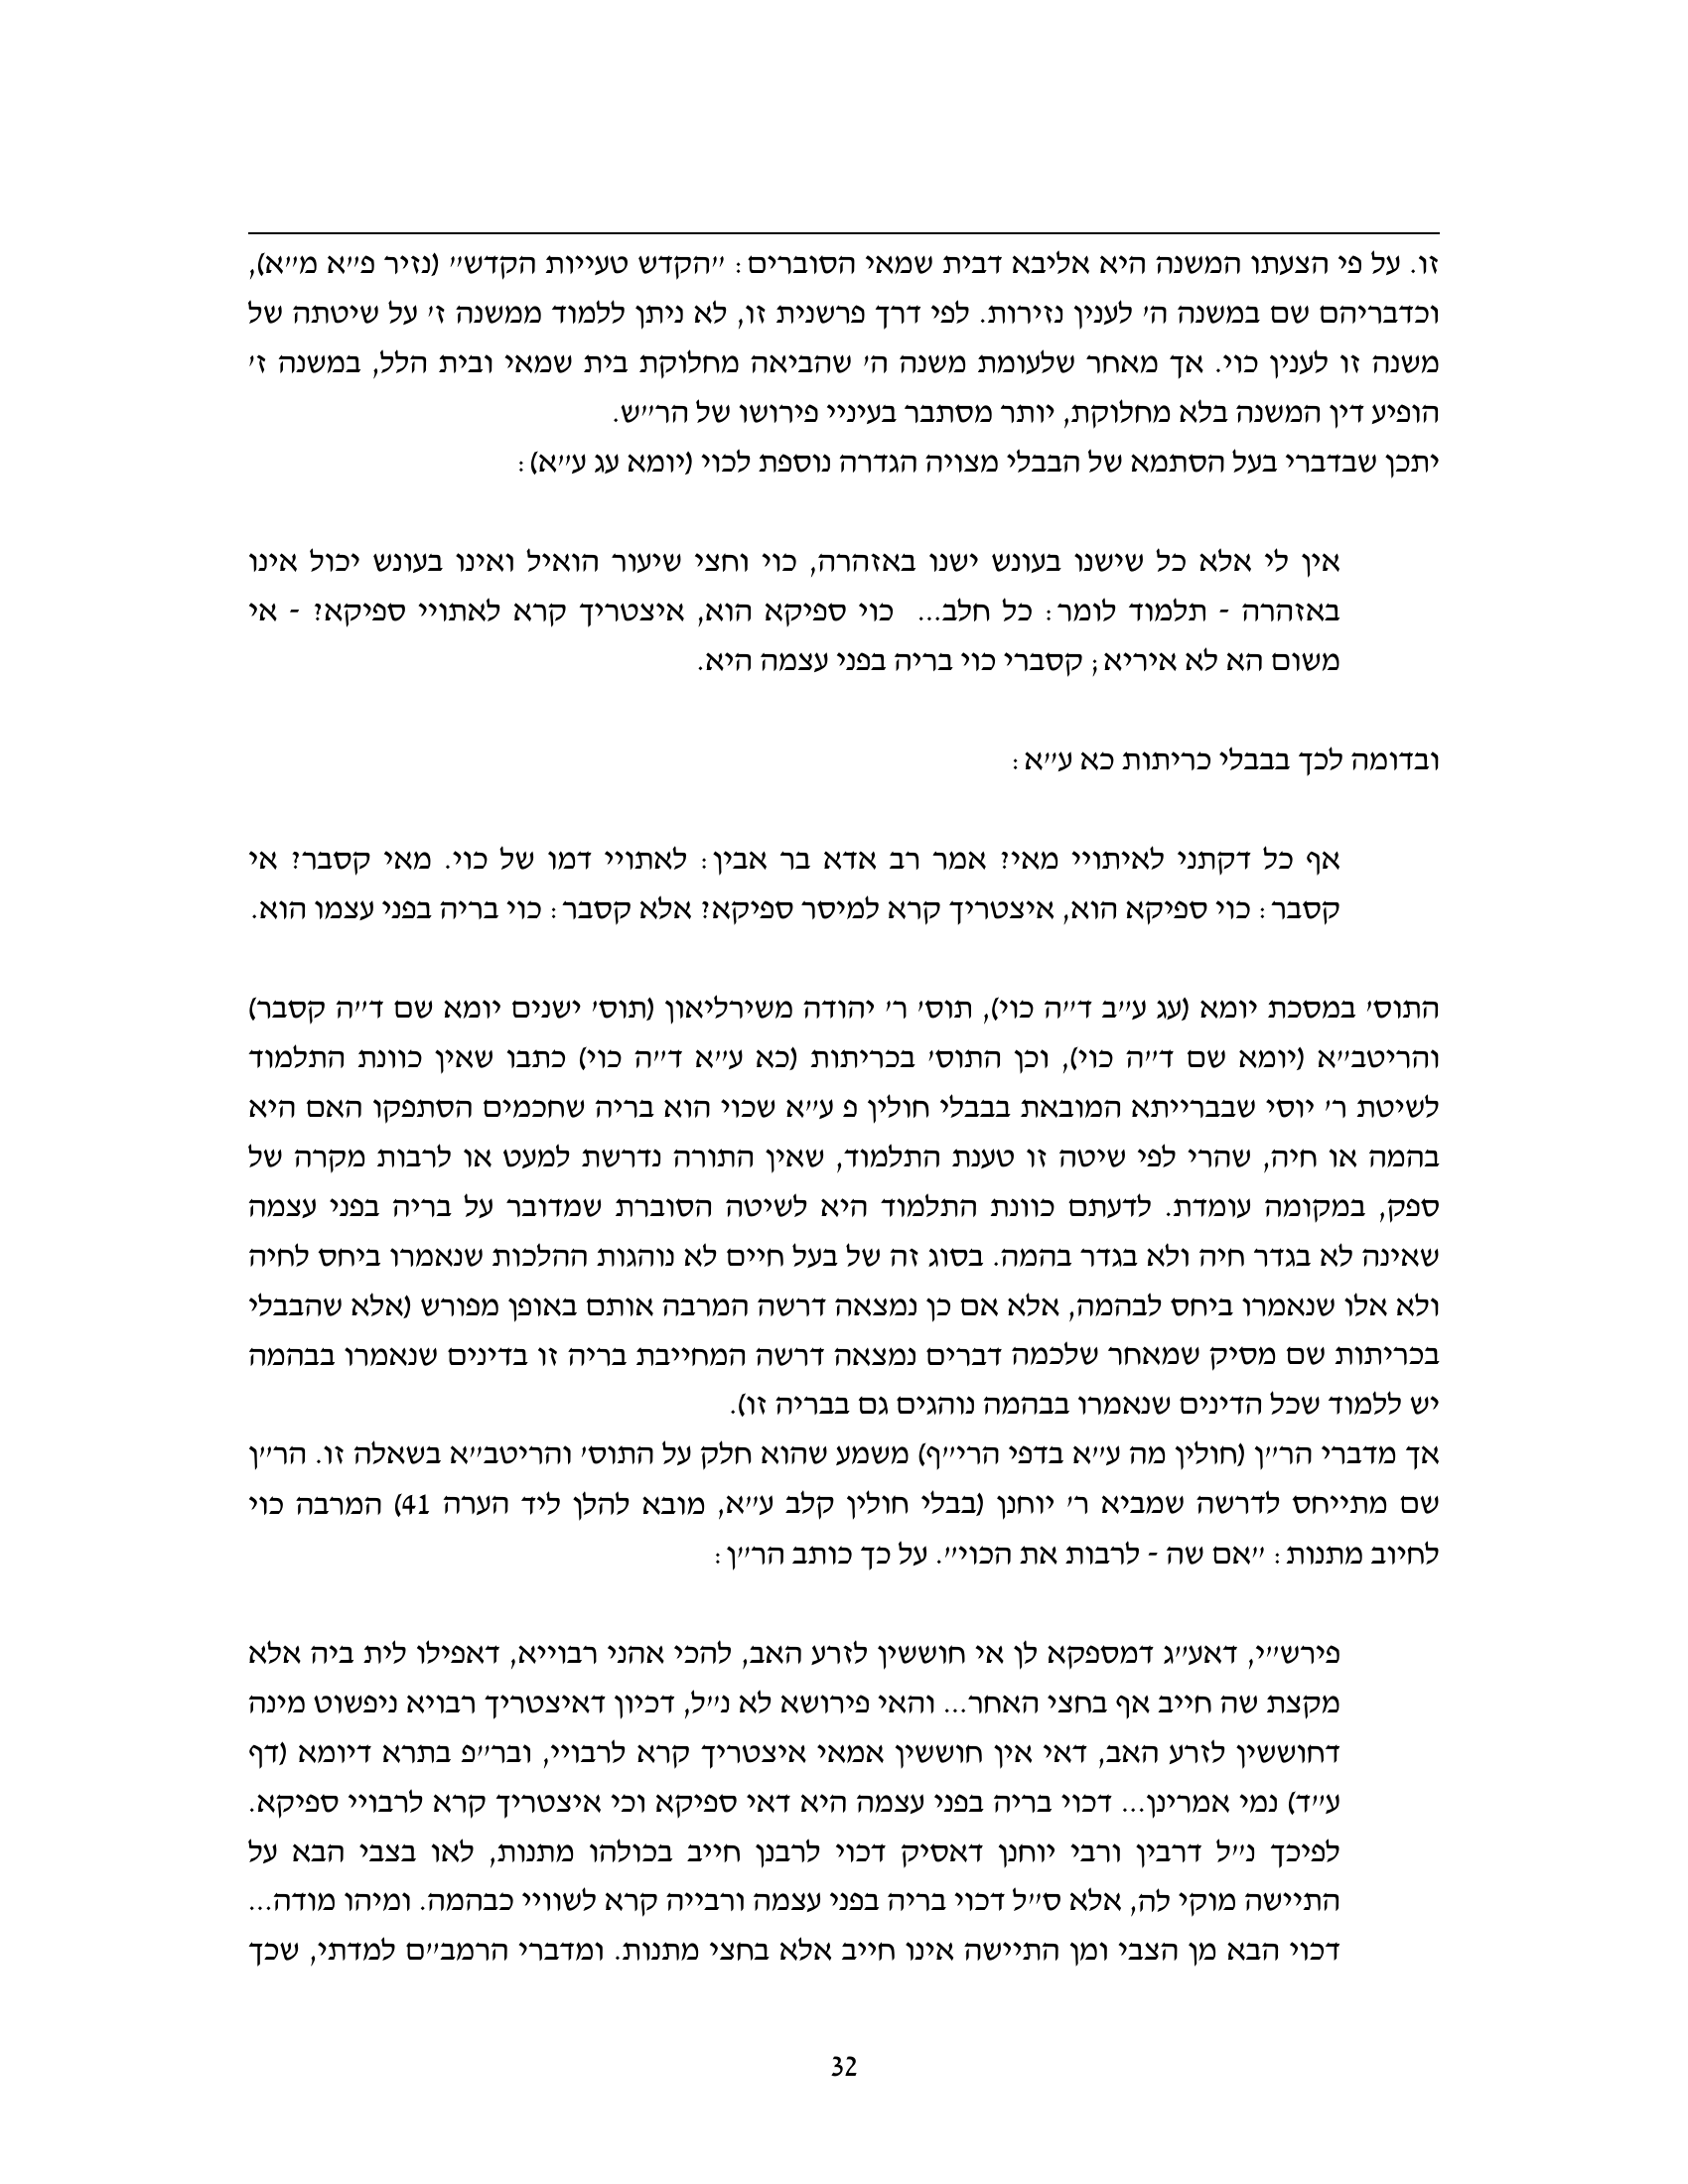 זו. על פי הצעתו המשנה היא אליבא דבית שמאי הסוברים: "הקדש טעייות הקדש" (נזיר פ"א מ"א),
וכדבריהם שם במשנה ה' לענין נזירות. לפי דרך פרשנית זו, לא ניתן ללמוד ממשנה ז' על שיטתה של
משנה זו לענין כוי. אך מאחר שלעומת משנה ה' שהביאה מחלוקת בית שמאי ובית הלל, במשנה ז'
הופיע דין המשנה בלא מחלוקת, יותר מסתבר בעיניי פירושו של הר"ש.
יתכן שבדברי בעל הסתמא של הבבלי מצויה הגדרה נוספת לכוי (יומא עג ע"א):
אין לי אלא כל שישנו בעונש ישנו באזהרה, כוי וחצי שיעור הואיל ואינו בעונש יכול אינו
באזהרה - תלמוד לומר: כל חלב... כוי ספיקא הוא, איצטריך קרא לאתויי ספיקא? - אי
משום הא לא איריא; קסברי כוי בריה בפני עצמה היא.
ובדומה לכך בבבלי כריתות כא ע"א:
אף כל דקתני לאיתויי מאי? אמר רב אדא בר אבין: לאתויי דמו של כוי. מאי קסבר? אי
קסבר: כוי ספיקא הוא, איצטריך קרא למיסר ספיקא? אלא קסבר: כוי בריה בפני עצמו הוא.
התוס' במסכת יומא (עג ע"ב ד"ה כוי), תוס' ר' יהודה משירליאון (תוס' ישנים יומא שם ד"ה קסבר)
והריטב"א (יומא שם ד"ה כוי), וכן התוס' בכריתות (כא ע"א ד"ה כוי) כתבו שאין כוונת התלמוד
לשיטת ר' יוסי שבברייתא המובאת בבבלי חולין פ ע"א שכוי הוא בריה שחכמים הסתפקו האם היא
בהמה או חיה, שהרי לפי שיטה זו טענת התלמוד, שאין התורה נדרשת למעט או לרבות מקרה של
ספק, במקומה עומדת. לדעתם כוונת התלמוד היא לשיטה הסוברת שמדובר על בריה בפני עצמה
שאינה לא בגדר חיה ולא בגדר בהמה. בסוג זה של בעל חיים לא נוהגות ההלכות שנאמרו ביחס לחיה
ולא אלו שנאמרו ביחס לבהמה, אלא אם כן נמצאה דרשה המרבה אותם באופן מפורש (אלא שהבבלי
בכריתות שם מסיק שמאחר שלכמה דברים נמצאה דרשה המחייבת בריה זו בדינים שנאמרו בבהמה
יש ללמוד שכל הדינים שנאמרו בבהמה נוהגים גם בבריה זו).
אך מדברי הר"ן (חולין מה ע"א בדפי הרי"ף) משמע שהוא חלק על התוס' והריטב"א בשאלה זו. הר"ן
שם מתייחס לדרשה שמביא ר' יוחנן (בבלי חולין קלב ע"א, מובא להלן ליד הערה 41) המרבה כוי
לחיוב מתנות: "אם שה - לרבות את הכוי". על כך כותב הר"ן:
פירש"י, דאע"ג דמספקא לן אי חוששין לזרע האב, להכי אהני רבוייא, דאפילו לית ביה אלא
מקצת שה חייב אף בחצי האחר... והאי פירושא לא נ"ל, דכיון דאיצטריך רבויא ניפשוט מינה
דחוששין לזרע האב, דאי אין חוששין אמאי איצטריך קרא לרבויי, ובר"פ בתרא דיומא (דף
ע"ד) נמי אמרינן... דכוי בריה בפני עצמה היא דאי ספיקא וכי איצטריך קרא לרבויי ספיקא.
לפיכך נ"ל דרבין ורבי יוחנן דאסיק דכוי לרבנן חייב בכולהו מתנות, לאו בצבי הבא על
התיישה מוקי לה, אלא ס"ל דכוי בריה בפני עצמה ורבייה קרא לשוויי כבהמה. ומיהו מודה...
דכוי הבא מן הצבי ומן התיישה אינו חייב אלא בחצי מתנות. ומדברי הרמב"ם למדתי, שכך
32